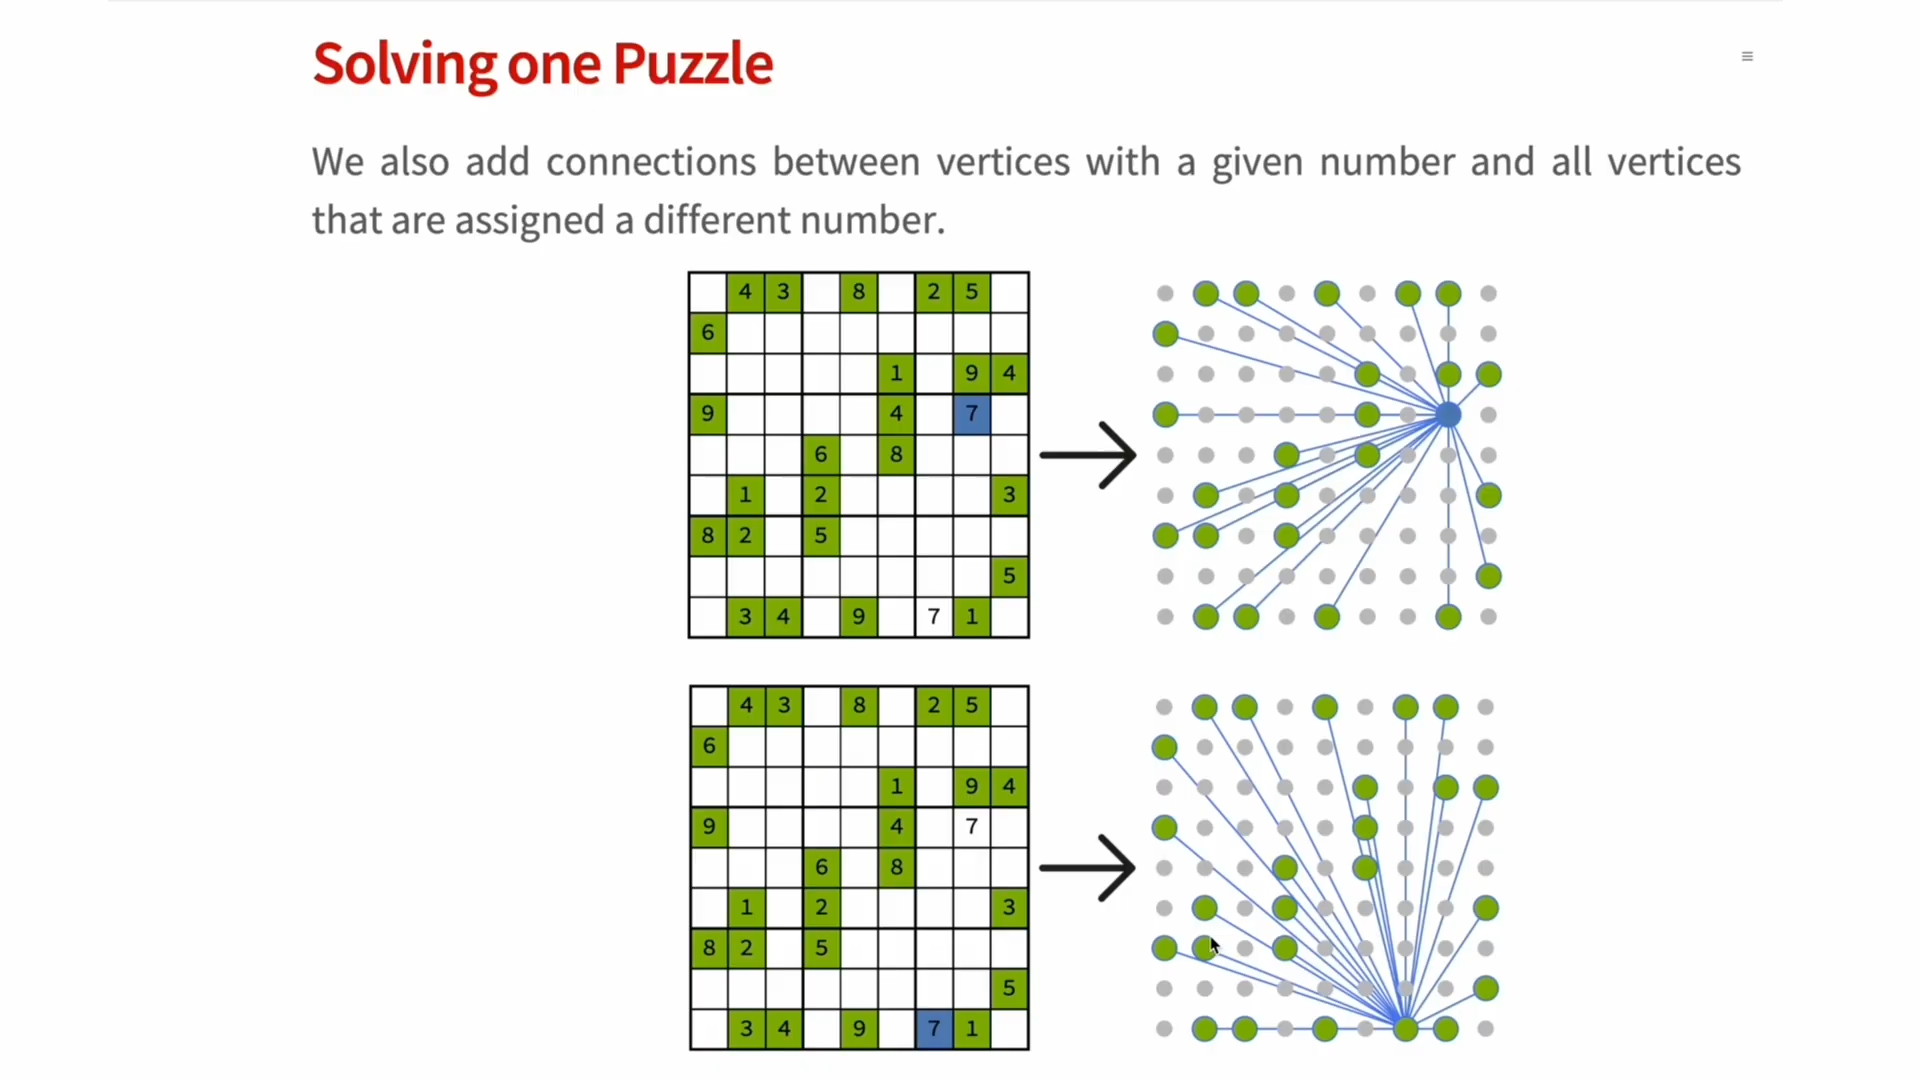 Solving one Puzzle
We also add connections between vertices with a given number and all vertices
that are assigned a different number.
4 3 8 2 5
6
1 9 4
9 4 7
6 8
1 2 3
8 2 5
5
3 4 9 7 1
4 3 8 2 5
6
1 9 4
9 4 7
6 8
1 2 3
8 2 5
5
3 4 9 7 1